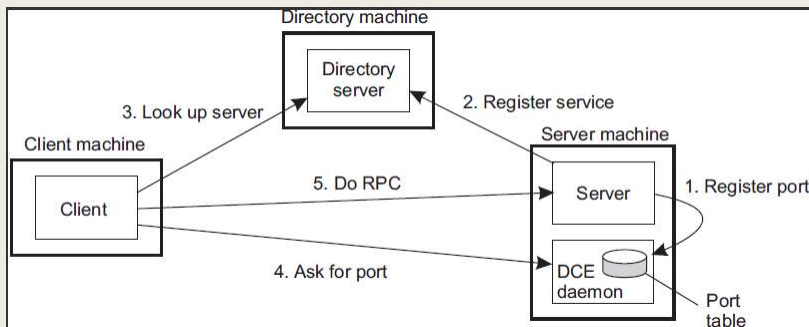 Directory machine
Directory
server
3. Look up server
2. Register service
Client machine
Server machine
5. Do RPC
Client
Server
1. Register port
4. Ask for port
DCE
daemon
Port
table